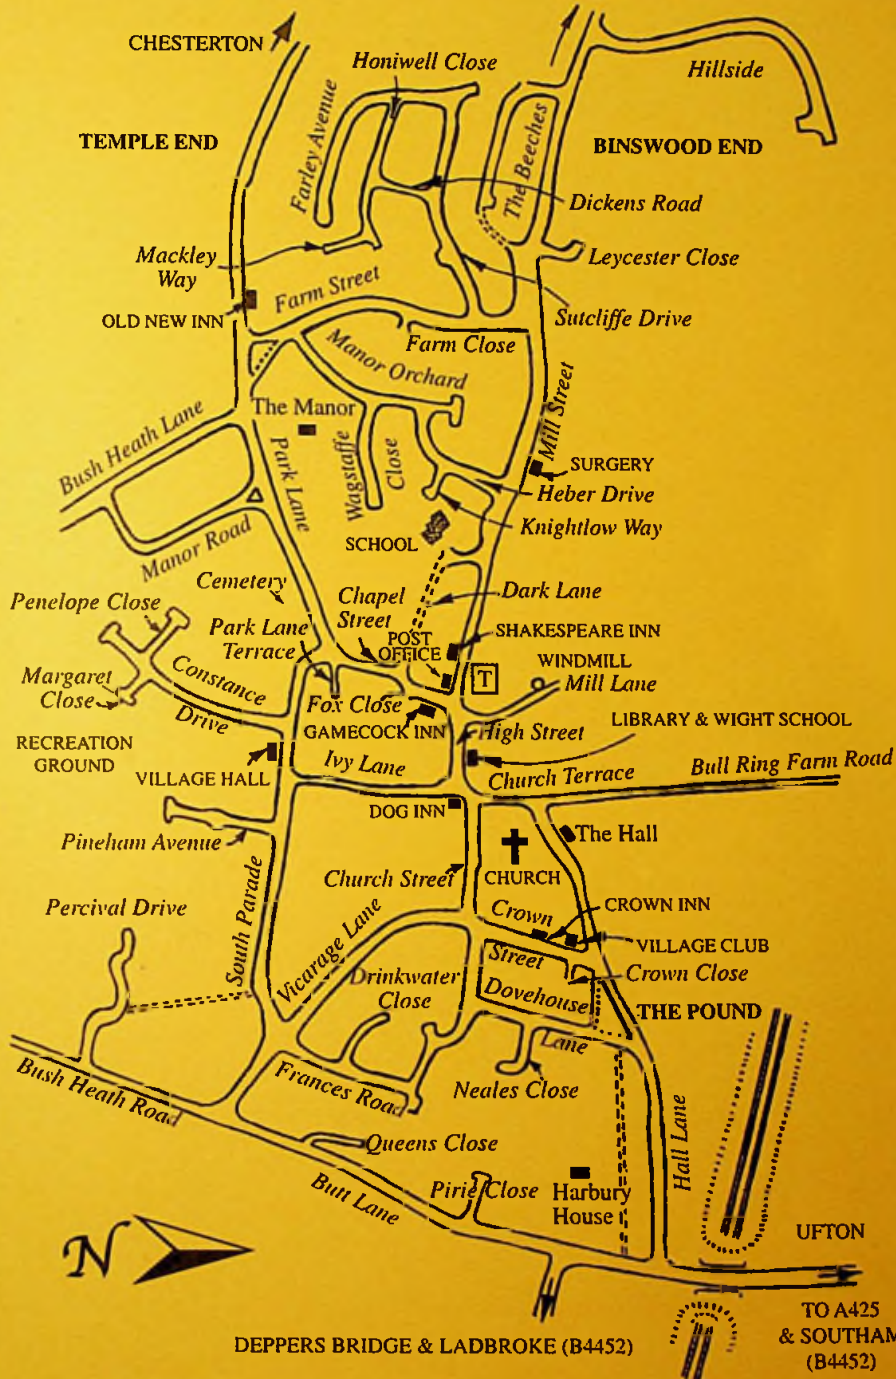 CHESTERTON
Honiwell Close
Hillside
TEMPLE END
Farley Avenue
The Beeches
BINSWOOD END
Dickens Road
Mackley
Way
Leycester Close
Farm Street
OLD NEW INN
Sutcliffe Drive
Farm Close
Manor Orchard
Bush Heath Lane
The Manor
Park Lane
Wagstaffe
Close
Mill Street
SURGERY
Heber Drive
Knightlow Way
SCHOOL
Manor Road
Cemetery
Dark Lane
Penelope Close
Chapel
Street
Park Lane
Terrace
POST
OFFICE
SHAKESPEARE INN
T
WINDMILL
Mill Lane
Margaret
Close
Constance
Drive
Fox Close
GAMECOCK INN
High Street
LIBRARY & WIGHT SCHOOL
RECREATION
GROUND
VILLAGE HALL
Ivy Lane
Church Terrace
Bull Ring Farm Road
DOG INN
Pineham Avenue
The Hall
Church Street
CHURCH
Percival Drive
South Parade
Crown
Street
CROWN INN
VILLAGE CLUB
Vicarage Lane
Drinkwater
Close
Crown Close
Dovehouse
Lane
THE POUND
Bush Heath Road
Frances Road
Neales Close
Queens Close
Hall Lane
Butt Lane
Pirie Close
Harbury
House
N
UFTON
DEPPERS BRIDGE & LADBROKE (B4452)
TO A425
& SOUTHAM
(B4452)